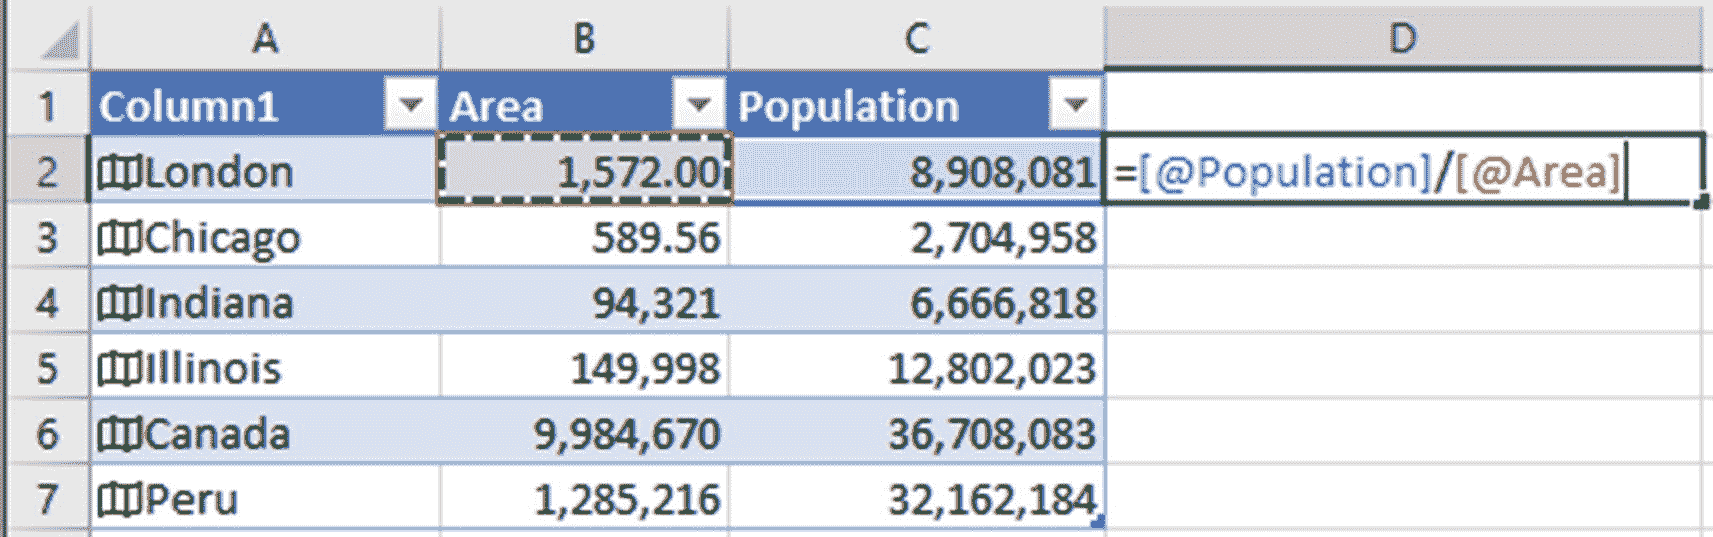 A B C D
1 Column1 Area Population
2 London 1,572.00 8,908,081 =[@Population]/[@Area]
3 Chicago 589.56 2,704,958
4 Indiana 94,321 6,666,818
5 Illinois 149,998 12,802,023
6 Canada 9,984,670 36,708,083
7 Peru 1,285,216 32,162,184